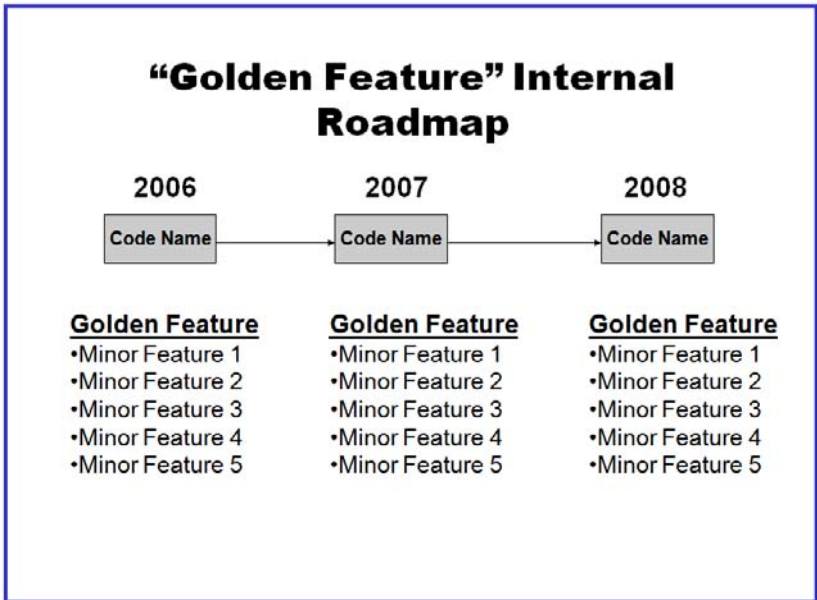 “Golden Feature” Internal
Roadmap
2006
2007
2008
Code Name
Code Name
Code Name
Golden Feature
•Minor Feature 1
•Minor Feature 2
•Minor Feature 3
•Minor Feature 4
•Minor Feature 5
Golden Feature
•Minor Feature 1
•Minor Feature 2
•Minor Feature 3
•Minor Feature 4
•Minor Feature 5
Golden Feature
•Minor Feature 1
•Minor Feature 2
•Minor Feature 3
•Minor Feature 4
•Minor Feature 5